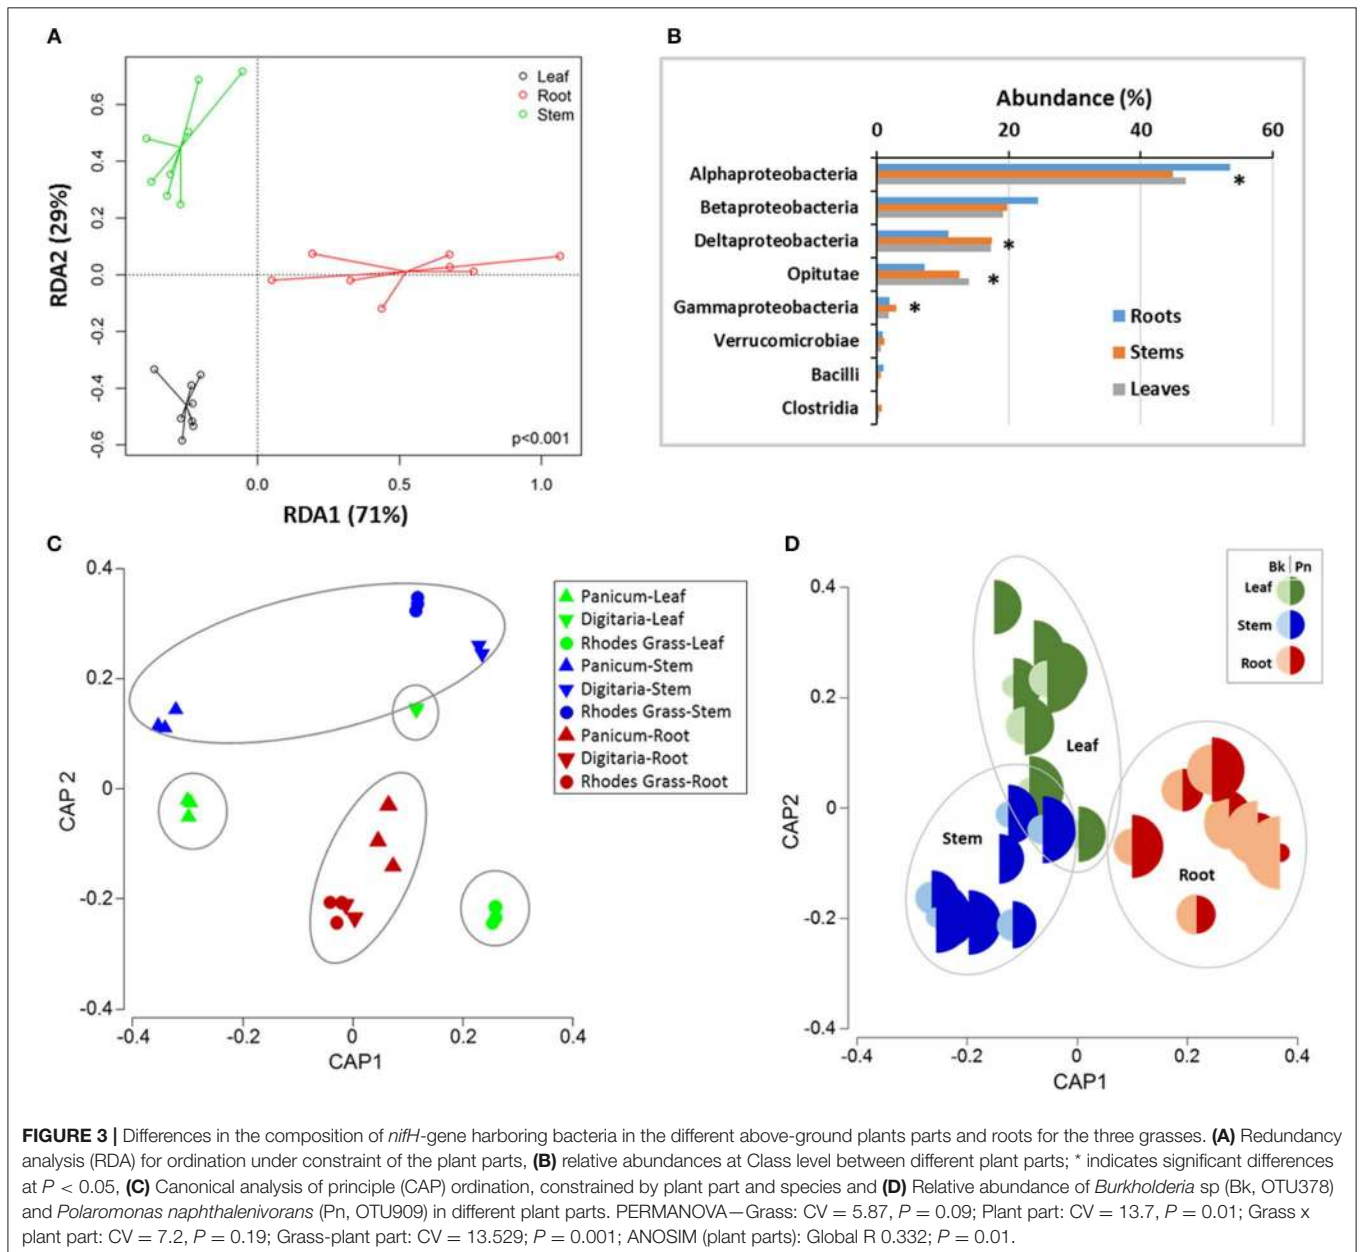 A
Leaf
Root
Stem
0.6
0.4
0.2
0.0
-0.2
-0.4
-0.6
RDA2 (29%)
p<0.001
0.0 0.5 1.0
RDA1 (71%)
B
Abundance (%)
0 20 40 60
Alphaproteobacteria
*
Betaproteobacteria
Deltaproteobacteria
*
Opitutae
*
Gammaproteobacteria
*
Verrucomicrobiae
Bacilli
Clostridia
Roots
Stems
Leaves
C
0.4
0.2
0
-0.2
-0.4
CAP 2
-0.4 -0.2 0 0.2 0.4
CAP1
Panicum-Leaf
Digitaria-Leaf
Rhodes Grass-Leaf
Panicum-Stem
Digitaria-Stem
Rhodes Grass-Stem
Panicum-Root
Digitaria-Root
Rhodes Grass-Root
D
Bk | Pn
Leaf
Stem
Root
0.4
0.2
0
-0.2
-0.4
CAP2
Leaf
Stem
Root
-0.4 -0.2 0 0.2 0.4
CAP1
FIGURE 3 | Differences in the composition of nifH-gene harboring bacteria in the different above-ground plants parts and roots for the three grasses. (A) Redundancy
analysis (RDA) for ordination under constraint of the plant parts, (B) relative abundances at Class level between different plant parts; * indicates significant differences
at P < 0.05, (C) Canonical analysis of principle (CAP) ordination, constrained by plant part and species and (D) Relative abundance of Burkholderia sp (Bk, OTU378)
and Polaromonas naphthalenivorans (Pn, OTU909) in different plant parts. PERMANOVA—Grass: CV = 5.87, P = 0.09; Plant part: CV = 13.7, P = 0.01; Grass x
plant part: CV = 7.2, P = 0.19; Grass-plant part: CV = 13.529; P = 0.001; ANOSIM (plant parts): Global R 0.332; P = 0.01.